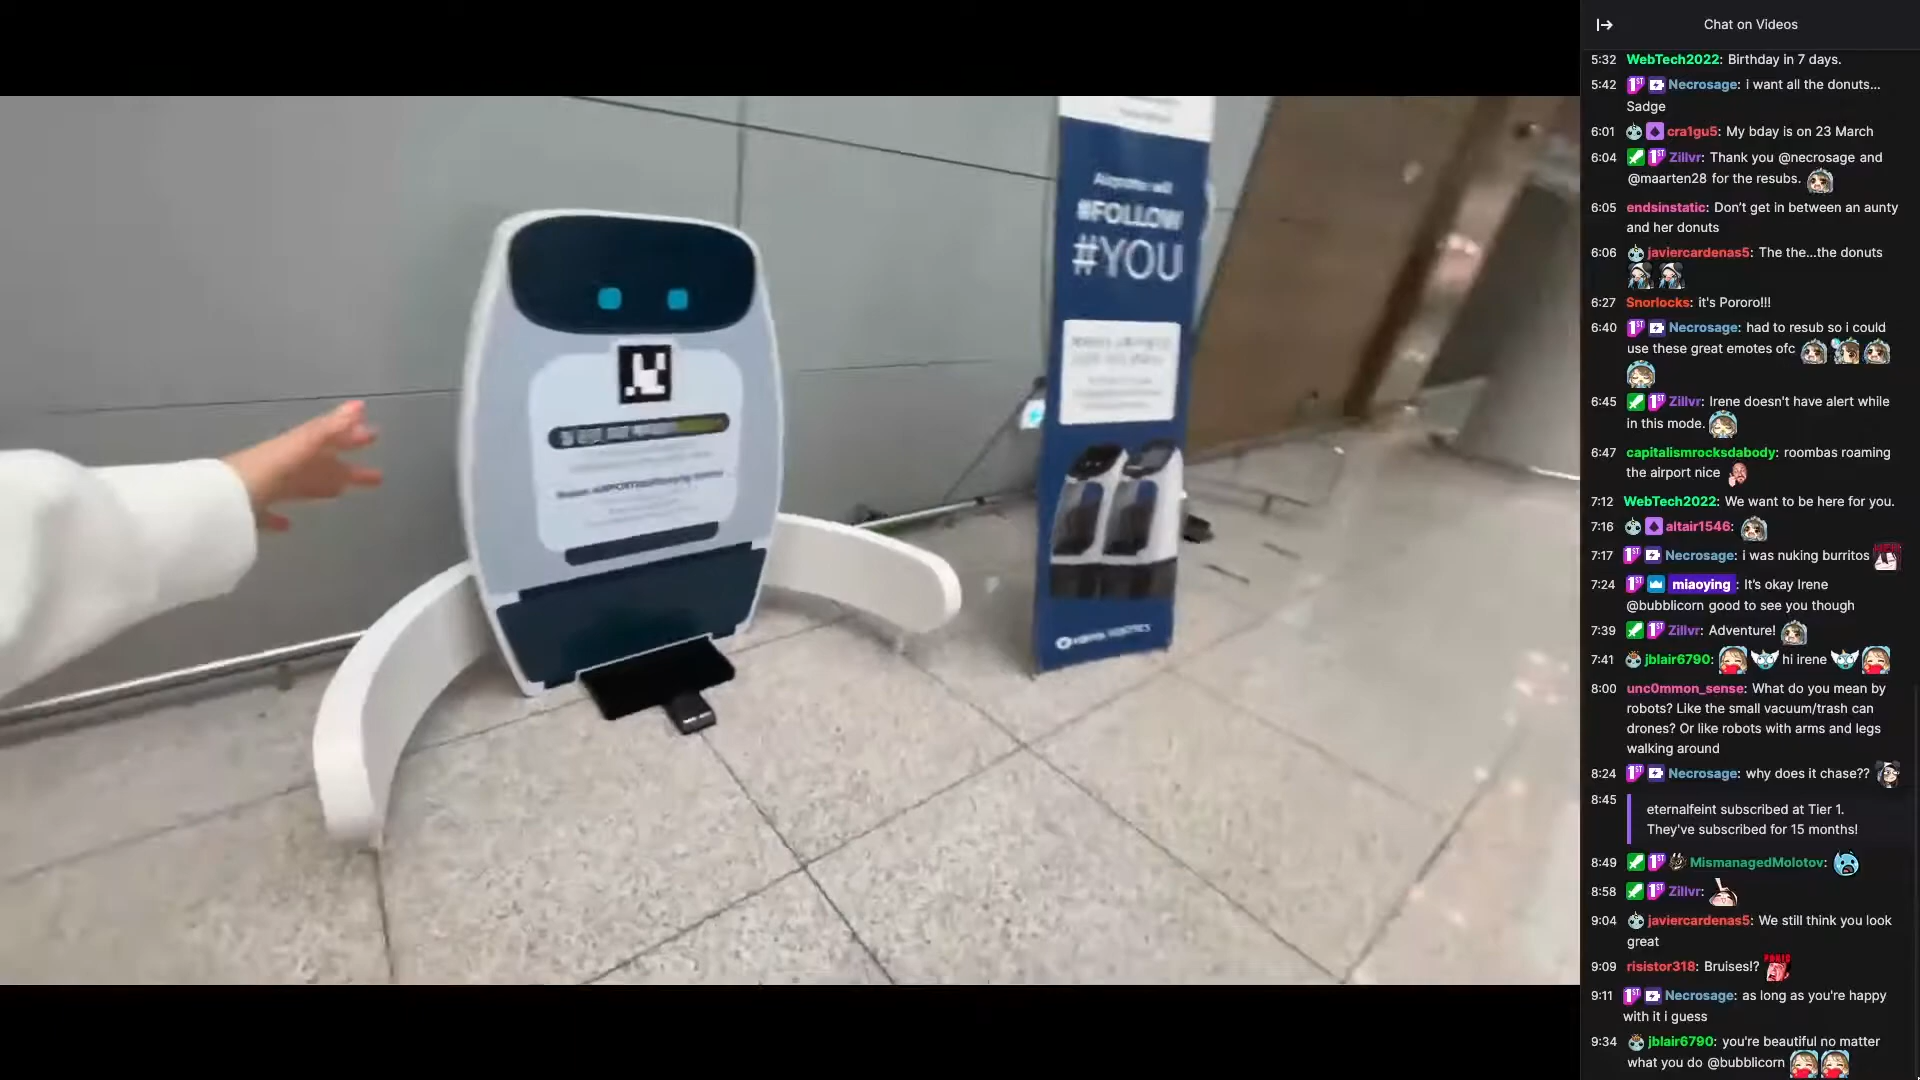 #FOLLOW
#YOU
Chat on Videos
5:32 WebTech2022: Birthday in 7 days.
5:42 Necrosage: i want all the donuts...
Sadge
6:01 cra1gu5: My bday is on 23 March
6:04 Zillvr: Thank you @necrosage and
@maarten28 for the resubs.
6:05 endsinstatic: Don't get in between an aunty
and her donuts
6:06 javiercardenas5: The the...the donuts
6:27 Snorlocks: it's Pororo!!!
6:40 Necrosage: had to resub so i could
use these great emotes ofc
6:45 Zillvr: Irene doesn't have alert while
in this mode.
6:47 capitalismrocksdabody: roombas roaming
the airport nice
7:12 WebTech2022: We want to be here for you.
7:16 altair1546:
7:17 Necrosage: i was nuking burritos
7:24 miaoying : It's okay Irene
@bubblicorn good to see you though
7:39 Zillvr: Adventure!
7:41 jblair6790: hi irene
8:00 unc0mmon_sense: What do you mean by
robots? Like the small vacuum/trash can
drones? Or like robots with arms and legs
walking around
8:24 Necrosage: why does it chase??
8:45 eternalfeint subscribed at Tier 1.
They've subscribed for 15 months!
8:49 MismanagedMolotov:
8:58 Zillvr:
9:04 javiercardenas5: We still think you look
great
9:09 risistor318: Bruises!?
9:11 Necrosage: as long as you're happy
with it i guess
9:34 jblair6790: you're beautiful no matter
what you do @bubblicorn